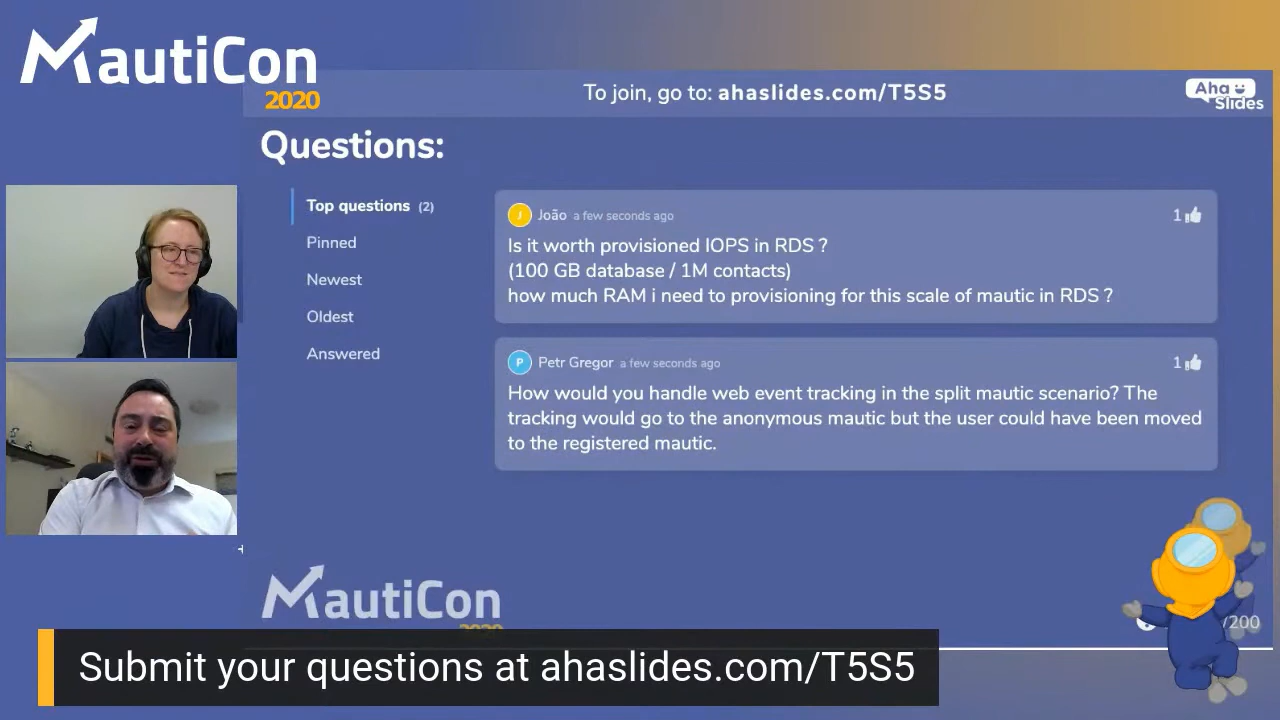 MautiCon
2020
To join, go to: ahaslides.com/T5S5
Aha
Slides
Questions:
Top questions (2)
Pinned
Newest
Oldest
Answered
J João a few seconds ago 1
Is it worth provisioned IOPS in RDS ?
(100 GB database / 1M contacts)
how much RAM i need to provisioning for this scale of mautic in RDS ?
P Petr Gregor a few seconds ago 1
How would you handle web event tracking in the split mautic scenario? The
tracking would go to the anonymous mautic but the user could have been moved
to the registered mautic.
MautiCon
2020
/200
Submit your questions at ahaslides.com/T5S5